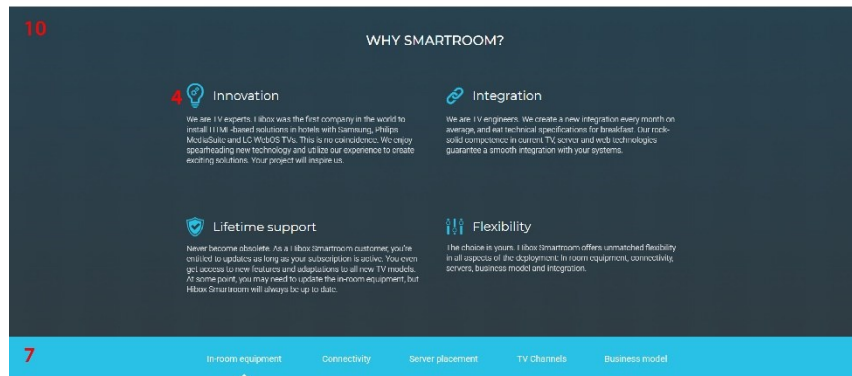 10
WHY SMARTROOM?
4
Innovation
We are TV experts. Hibox was the first company in the world to
install HTML-based solutions in hotels with Samsung, Philips
MediaSuite and LG WebOS TVs. This is no coincidence. We enjoy
spearheading new technology and utilize our experience to create
exciting solutions. Your project will inspire us.
Integration
We are TV engineers. We create a new integration every month on
average, and eat technical specifications for breakfast. Our rock-
solid competence in current TV, server and web technologies
guarantee a smooth integration with your systems.
Lifetime support
Never become obsolete. As a Hibox Smartroom customer, you're
entitled to updates as long as your subscription is active. You even
get access to new features and adaptations to all new TV models.
At some point, you may need to update the in-room equipment, but
Hibox Smartroom will always be up to date.
Flexibility
The choice is yours. Hibox Smartroom offers unmatched flexibility
in all aspects of the deployment: In room equipment, connectivity,
servers, business model and integration.
7
In-room equipment
Connectivity
Server placement
TV Channels
Business model